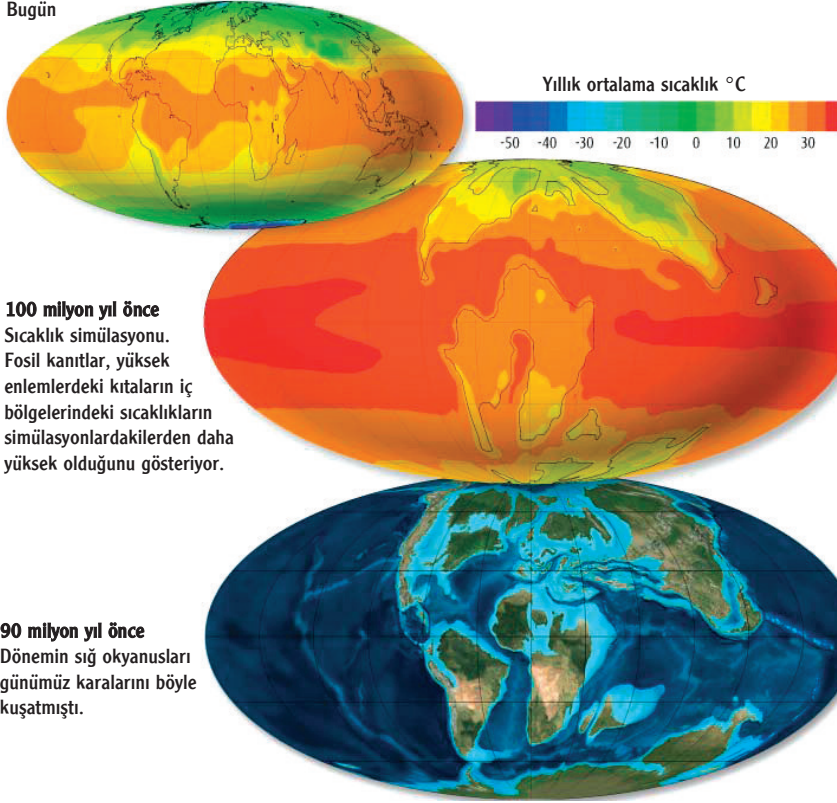 Bugün
Yıllık ortalama sıcaklık °C
-50 -40 -30 -20 -10 0 10 20 30
100 milyon yıl önce
Sıcaklık simülasyonu.
Fosil kanıtlar, yüksek
enlemlerdeki kıtaların iç
bölgelerindeki sıcaklıkların
simülasyonlardakilerden daha
yüksek olduğunu gösteriyor.
90 milyon yıl önce
Dönemin sığ okyanusları
günümüz karalarını böyle
kuşatmıştı.